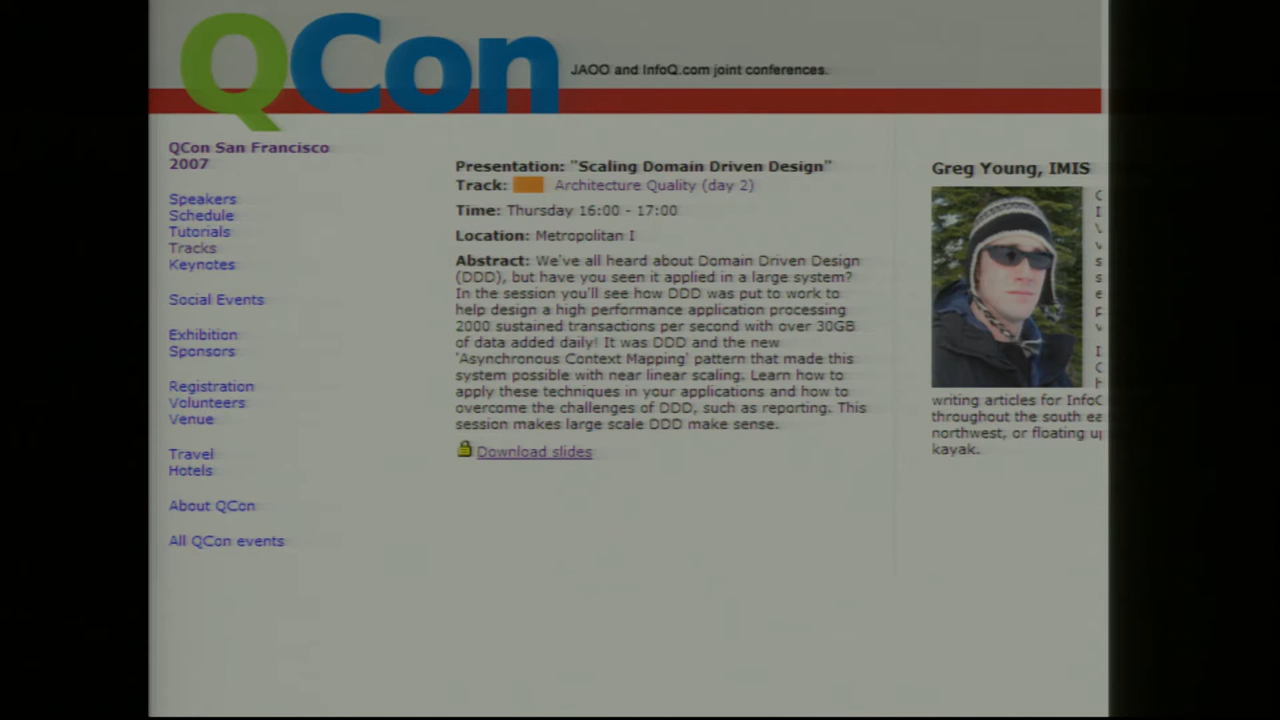 QCon
JAOO and InfoQ.com joint conferences.
QCon San Francisco
2007
Speakers
Schedule
Tutorials
Tracks
Keynotes
Social Events
Exhibition
Sponsors
Registration
Volunteers
Venue
Travel
Hotels
About QCon
All QCon events
Presentation: "Scaling Domain Driven Design"
Track: Architecture Quality (day 2)
Time: Thursday 16:00 - 17:00
Location: Metropolitan I
Abstract: We've all heard about Domain Driven Design
(DDD), but have you seen it applied in a large system?
In the session you'll see how DDD was put to work to
help design a high performance application processing
2000 sustained transactions per second with over 30GB
of data added daily! It was DDD and the new
'Asynchronous Context Mapping' pattern that made this
system possible with near linear scaling. Learn how to
apply these techniques in your applications and how to
overcome the challenges of DDD, such as reporting. This
session makes large scale DDD make sense.
Download slides
Greg Young, IMIS
writing articles for Info
throughout the south
northwest, or floating
kayak.